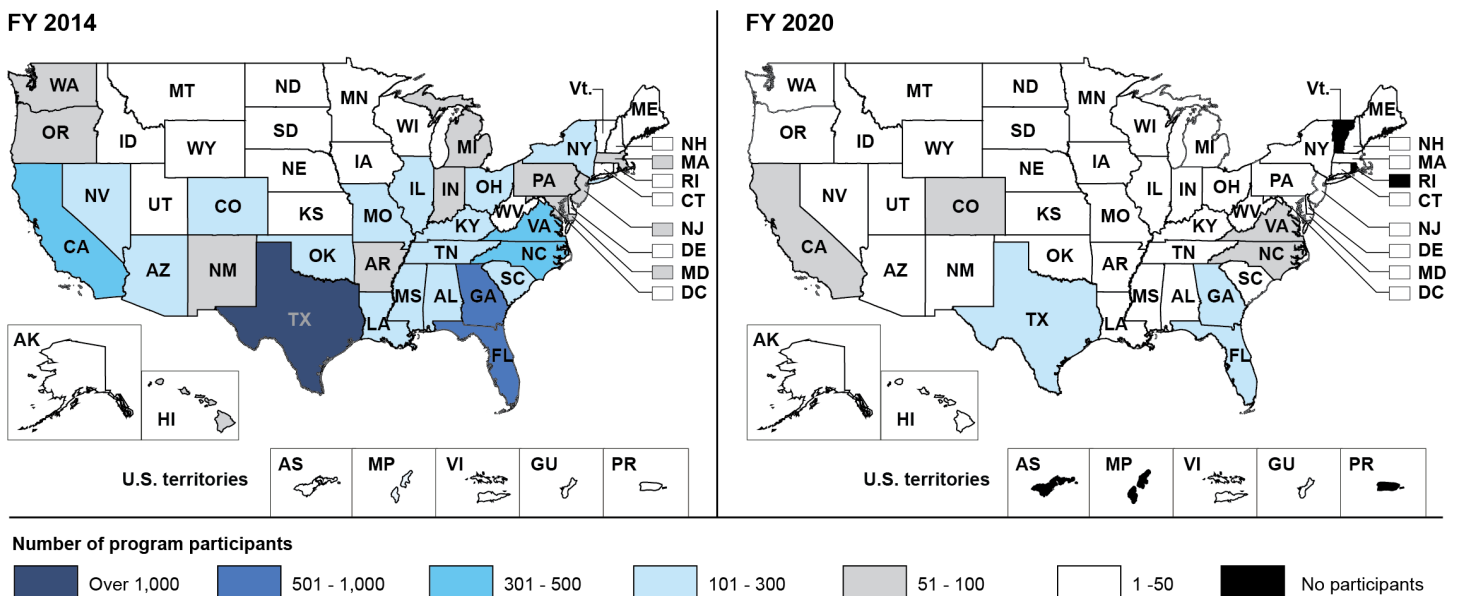 FY 2014
WA
MT
ND
MN
Vt.
ME
OR
ID
SD
WI
MI
NY
NH
WY
MA
IA
NE
RI
PA
NV
IL
IN
OH
CT
UT
CO
WV
NJ
KS
MO
KY
VA
CA
DE
TN
NC
OK
AZ
NM
AR
MD
SC
DC
MS
AL
GA
TX
LA
AK
FL
HI
U.S. territories
AS
MP
VI
GU
PR
FY 2020
WA
MT
ND
MN
Vt.
ME
OR
ID
SD
WI
MI
NY
NH
WY
MA
IA
NE
RI
PA
NV
IL
IN
OH
CT
UT
CO
WV
NJ
KS
MO
KY
VA
CA
DE
TN
NC
OK
AZ
NM
AR
MD
SC
DC
MS
AL
GA
TX
LA
AK
FL
HI
U.S. territories
AS
MP
VI
GU
PR
Number of program participants
Over 1,000
501 - 1,000
301 - 500
101 - 300
51 - 100
1 -50
No participants